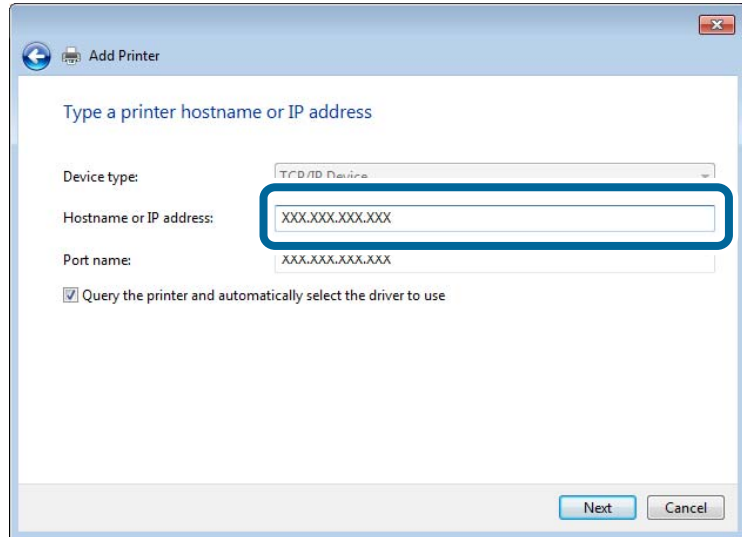 Add Printer
Type a printer hostname or IP address
Device type: TCP/IP Device
Hostname or IP address: XXX.XXX.XXX.XXX
Port name: XXX.XXX.XXX.XXX
Query the printer and automatically select the driver to use
Next Cancel